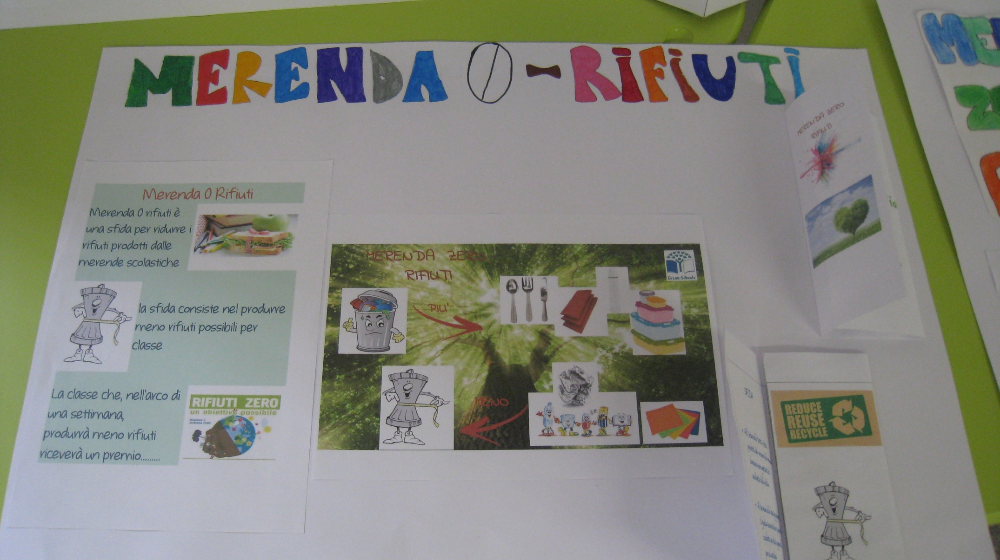 MERENDA 0 - RiFiUTi
Merenda 0 Rifiuti
Merenda 0 rifiuti è
una sfida per ridurre i
rifiuti prodotti dalle
merende scolastiche
la sfida consiste nel produrre
meno rifiuti possibili per
classe
La classe che, nell'arco di
una settimana,
produrrà meno rifiuti
riceverà un premio.........
RIFIUTI ZERO
un obiettivo possibile
MERENDA ZERO
RIFIUTI
Green-Schools
PIU'
MENO
MERENDA ZERO
RIFIUTI
io
SFIDA
REDUCE
REUSE
RECYCLE
ME